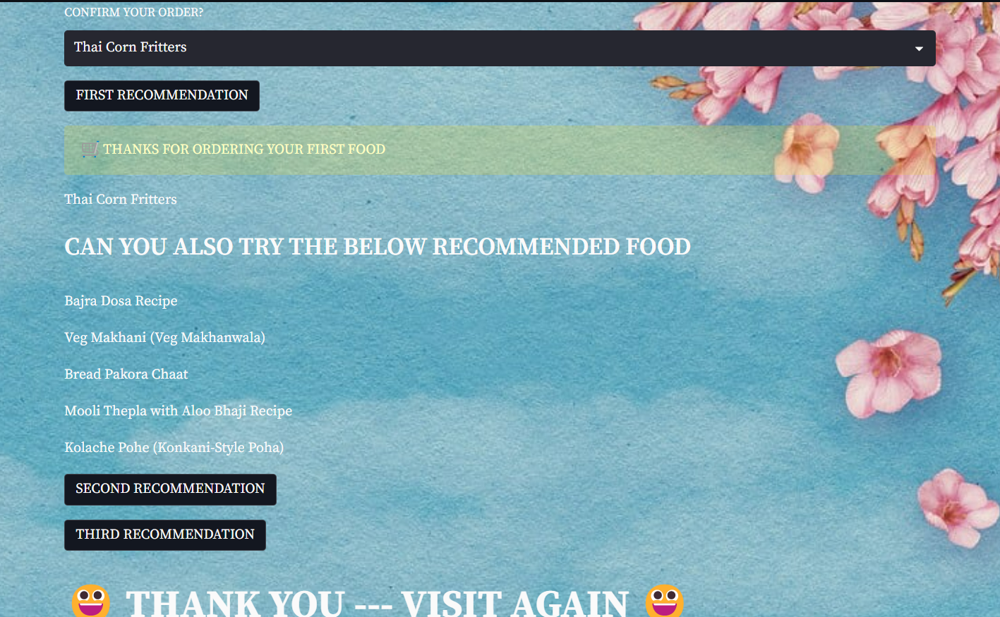 CONFIRM YOUR ORDER?
Thai Corn Fritters
FIRST RECOMMENDATION
THANKS FOR ORDERING YOUR FIRST FOOD
Thai Corn Fritters
CAN YOU ALSO TRY THE BELOW RECOMMENDED FOOD
Bajra Dosa Recipe
Veg Makhani (Veg Makhanwala)
Bread Pakora Chaat
Mooli Thepla with Aloo Bhaji Recipe
Kolache Pohe (Konkani-Style Poha)
SECOND RECOMMENDATION
THIRD RECOMMENDATION
THANK YOU --- VISIT AGAIN